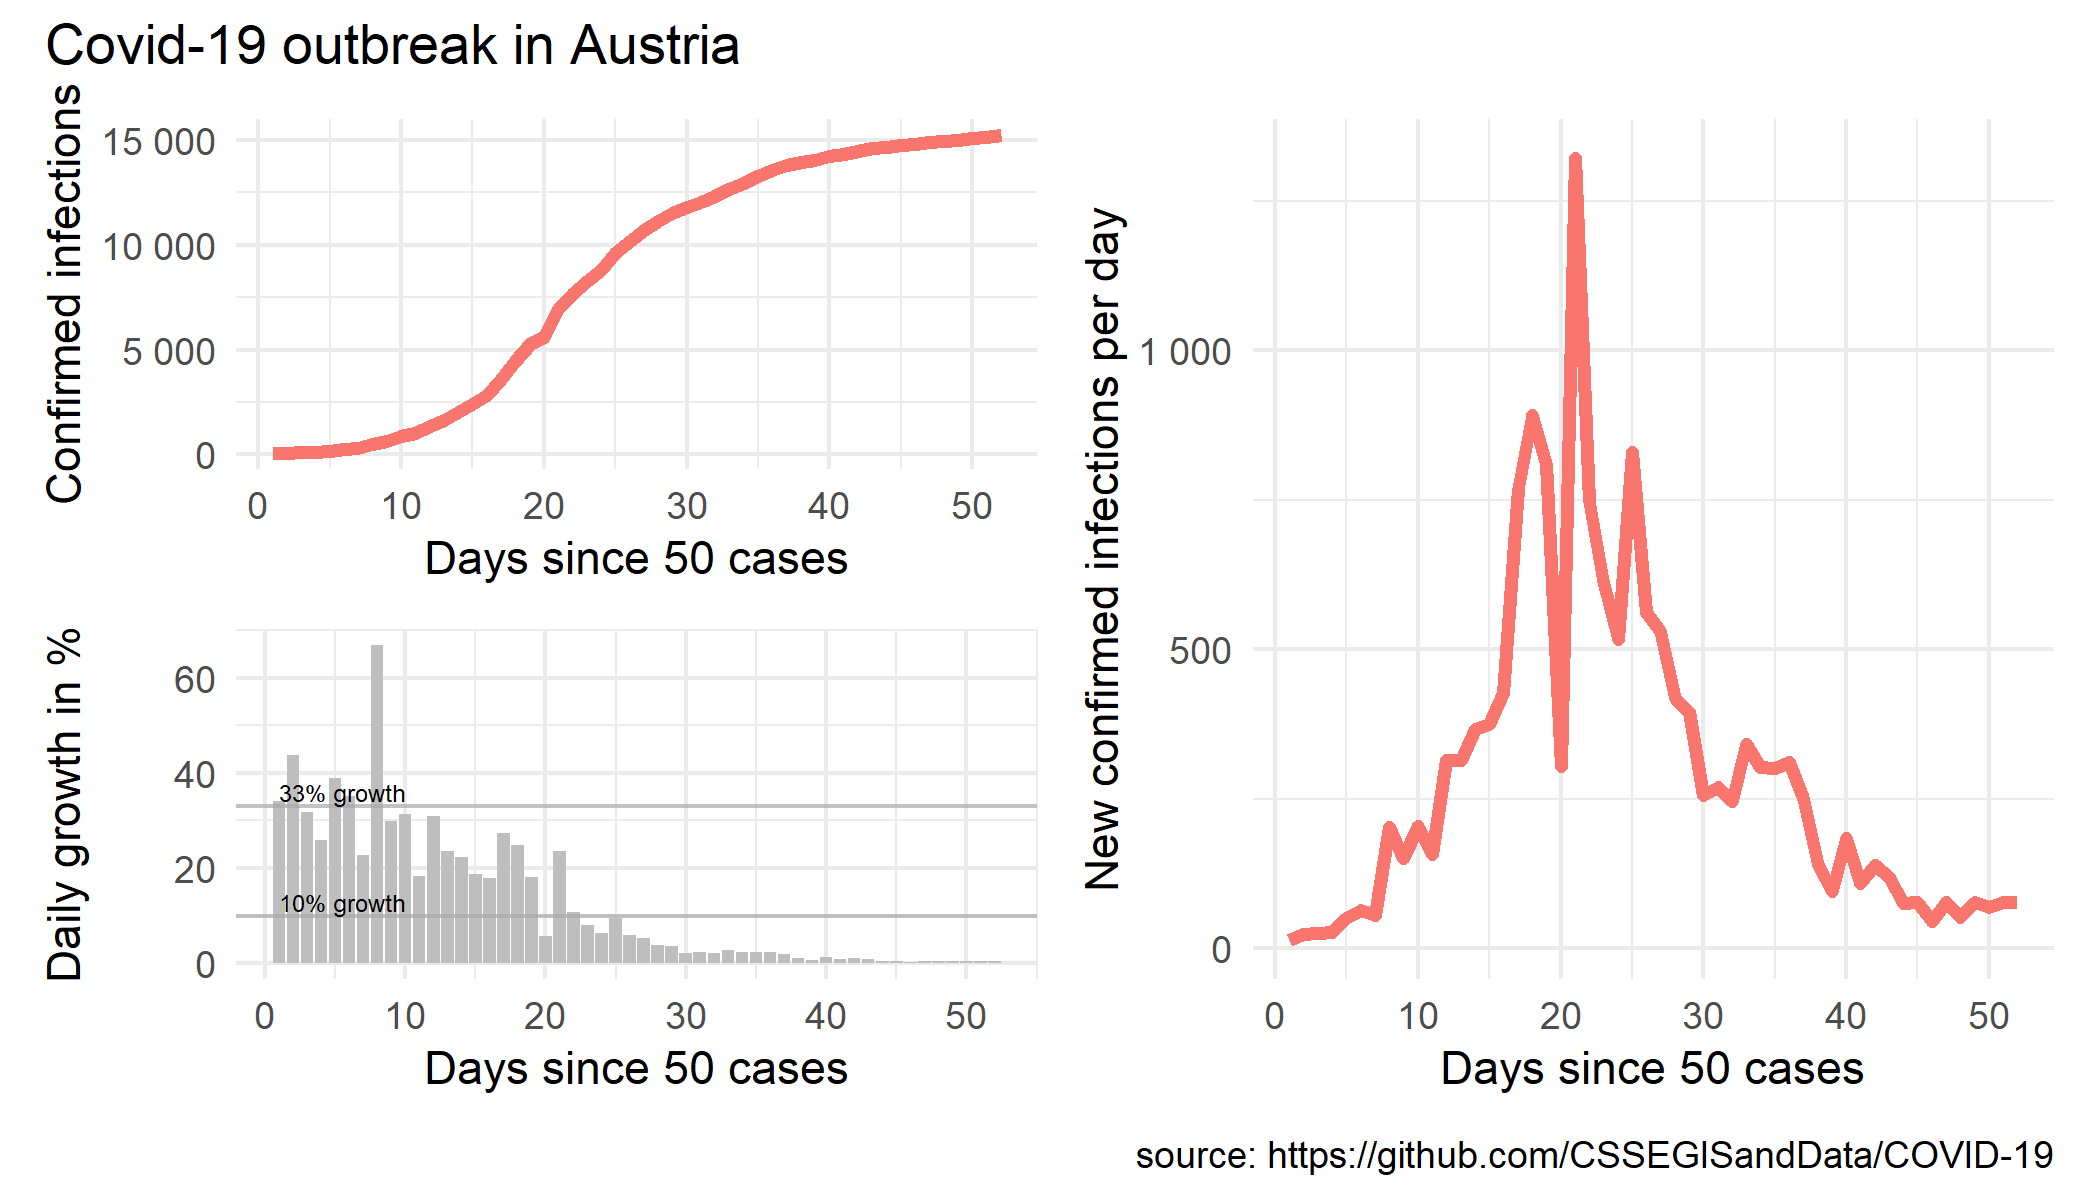 Covid-19 outbreak in Austria
Confirmed infections
15 000
10 000
5 000
0
0 10 20 30 40 50
Days since 50 cases
Daily growth in %
60
40
20
0
33% growth
10% growth
0 10 20 30 40 50
Days since 50 cases
New confirmed infections per day
1 000
500
0
0 10 20 30 40 50
Days since 50 cases
source: https://github.com/CSSEGISandData/COVID-19